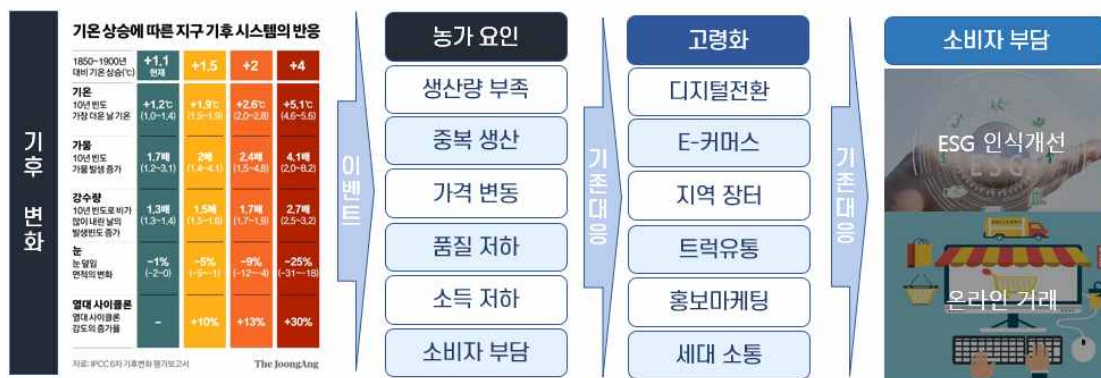 기후 변화
기온 상승에 따른 지구 기후 시스템의 반응
1850~1900년
대비 기온 상승(℃)
+1.1
현재
+1.5
+2
+4
기온
10년 빈도
가장 더운 날 기온
+1.2℃
(1.0~1.4)
+1.9℃
(1.5~1.9)
+2.6℃
(2.0~2.8)
+5.1℃
(4.6~5.6)
가뭄
10년 빈도
가뭄 발생 증가
1.7배
(1.2~3.1)
2배
(1.4~4.1)
2.4배
(1.5~4.8)
4.1배
(2.0~8.2)
강수량
10년 빈도로 비가
많이 내린 날의
발생빈도 증가
1.3배
(1.3~1.4)
1.5배
(1.5~1.6)
1.7배
(1.7~1.9)
2.7배
(2.5~3.2)
눈
눈 덮임
면적의 변화
-1%
(-2~0)
-5%
(-5~-1)
-9%
(-12~-4)
-25%
(-31~-18)
열대 사이클론
열대 사이클론
강도의 증가율
-
+10%
+13%
+30%
자료: IPCC 6차 기후변화 평가보고서
The JoongAng
이벤트
농가 요인
생산량 부족
중복 생산
가격 변동
품질 저하
소득 저하
소비자 부담
기존대응
고령화
디지털전환
E-커머스
지역 장터
트럭유통
홍보마케팅
세대 소통
기존대응
소비자 부담
ESG 인식개선
ESG
온라인 거래